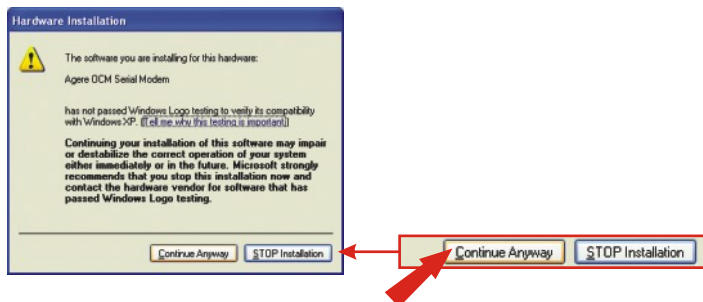 Hardware Installation
The software you are installing for this hardware:
Agere OCM Serial Modem
has not passed Windows Logo testing to verify its compatibility
with Windows XP. (Tell me why this testing is important.)
Continuing your installation of this software may impair
or destabilize the correct operation of your system
either immediately or in the future. Microsoft strongly
recommends that you stop this installation now and
contact the hardware vendor for software that has
passed Windows Logo testing.
Continue Anyway
STOP Installation
Continue Anyway
STOP Installation